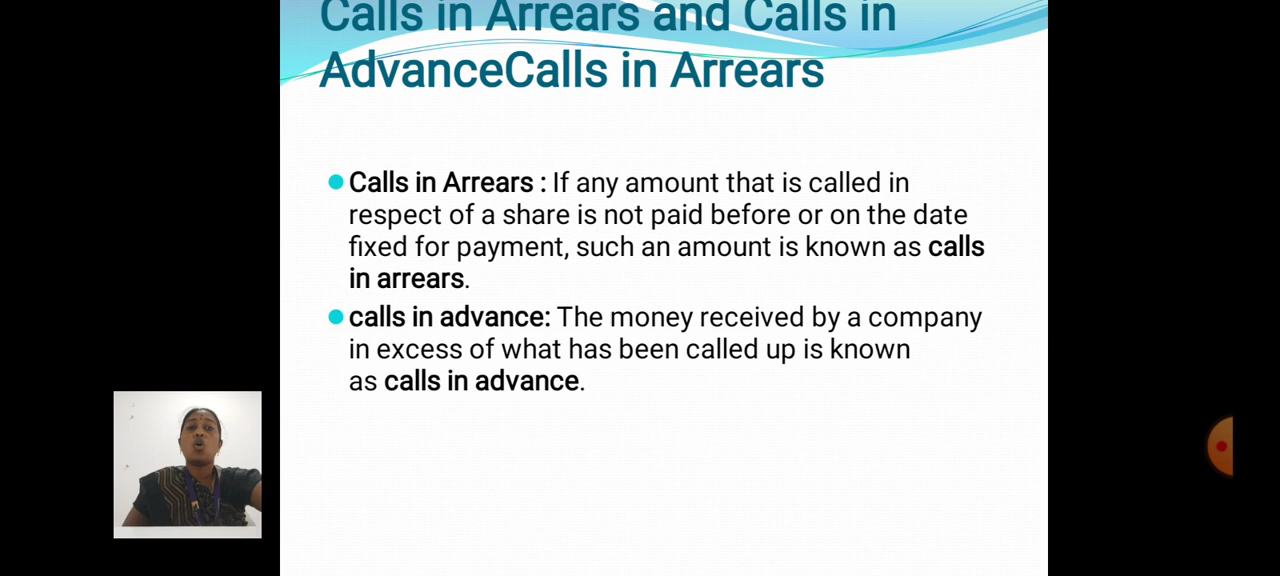 Calls in Arrears and Calls in
AdvanceCalls in Arrears
Calls in Arrears : If any amount that is called in
respect of a share is not paid before or on the date
fixed for payment, such an amount is known as calls
in arrears.
calls in advance: The money received by a company
in excess of what has been called up is known
as calls in advance.